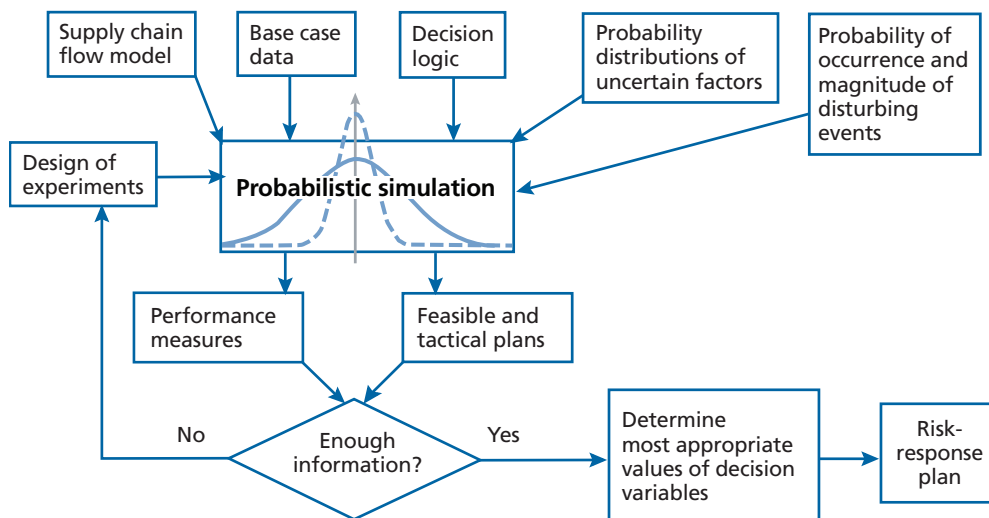 Supply chain
flow model
Base case
data
Decision
logic
Probability
distributions of
uncertain factors
Probability of
occurrence and
magnitude of
disturbing
events
Design of
experiments
Probabilistic simulation
Performance
measures
Feasible and
tactical plans
No
Enough
information?
Yes
Determine
most appropriate
values of decision
variables
Risk-
response
plan